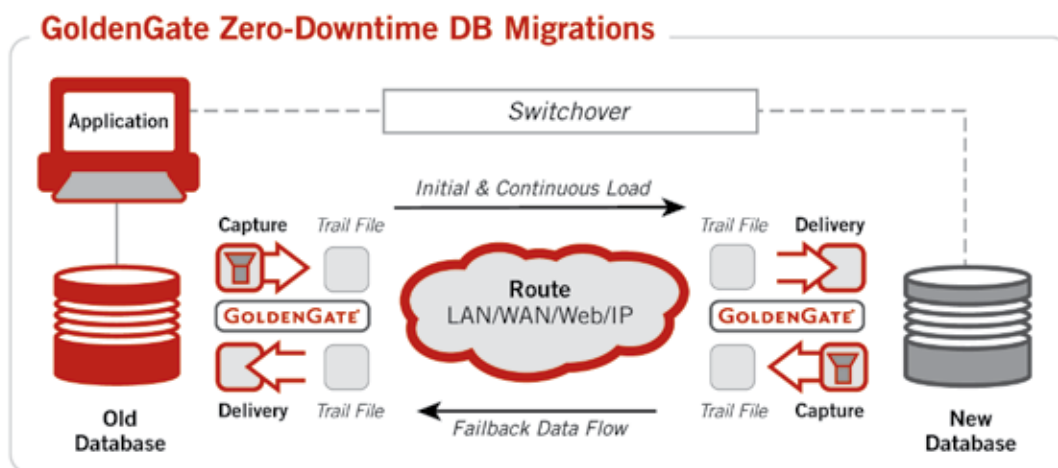 GoldenGate Zero-Downtime DB Migrations
Application
Switchover
Initial & Continuous Load
Capture
Trail File
Trail File
Delivery
Route
LAN/WAN/Web/IP
GOLDENGATE
GOLDENGATE
Delivery
Trail File
Trail File
Capture
Failback Data Flow
Old
Database
New
Database